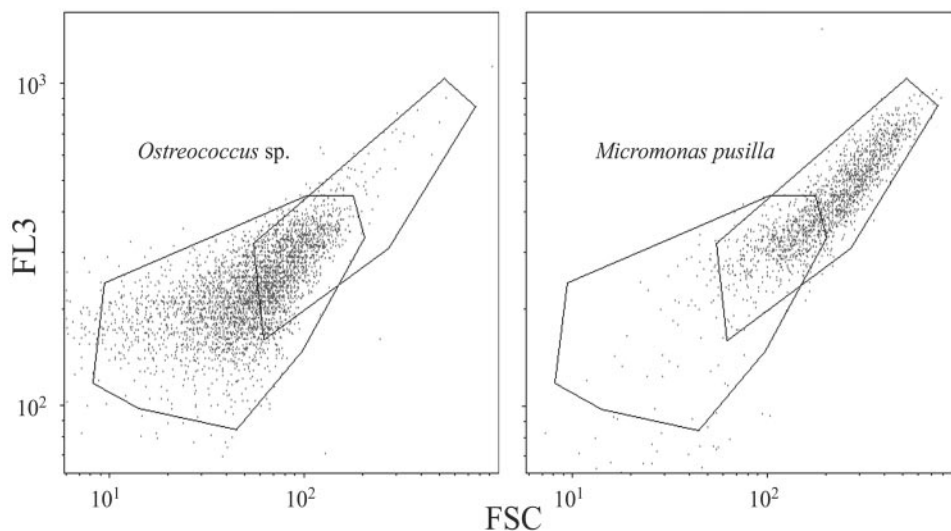 10³
FL3
10²
Ostreococcus sp.
Micromonas pusilla
10¹
10²
10¹
10²
FSC